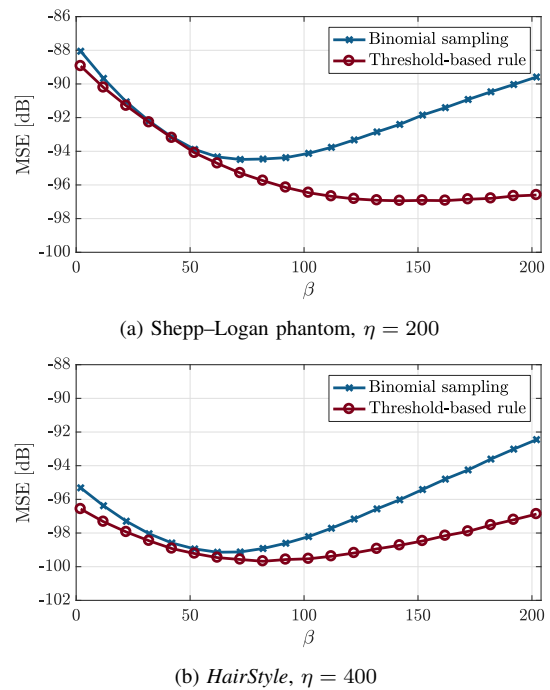 -86
-88
-90
-92
-94
-96
-98
-100
MSE [dB]
Binomial sampling
Threshold-based rule
0
50
100
150
200
β
(a) Shepp–Logan phantom, η = 200
-88
-90
-92
-94
-96
-98
-100
-102
MSE [dB]
Binomial sampling
Threshold-based rule
0
50
100
150
200
β
(b) HairStyle, η = 400